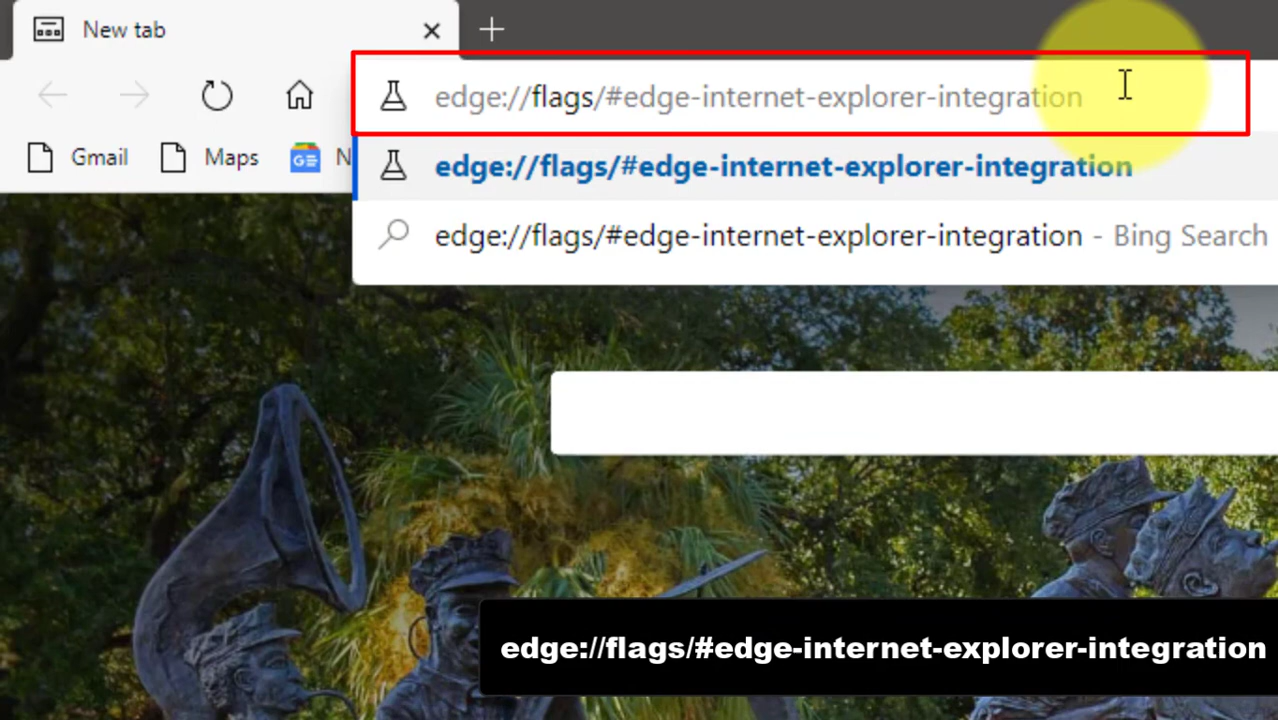 New tab
edge://flags/#edge-internet-explorer-integration
Gmail Maps GE N
edge://flags/#edge-internet-explorer-integration
edge://flags/#edge-internet-explorer-integration - Bing Search
edge://flags/#edge-internet-explorer-integration